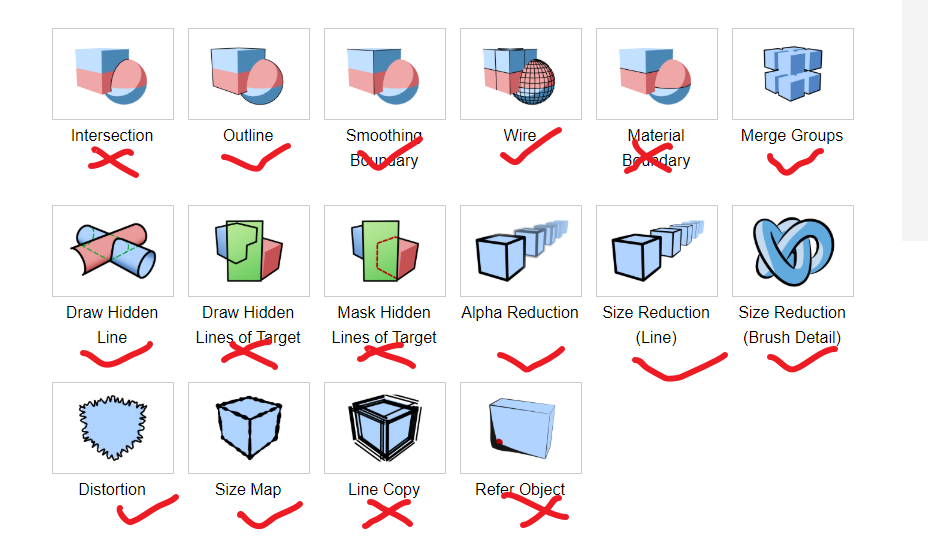 Intersection
Outline
Smoothing
Boundary
Wire
Material
Boundary
Merge Groups
Draw Hidden
Line
Draw Hidden
Lines of Target
Mask Hidden
Lines of Target
Alpha Reduction
Size Reduction
(Line)
Size Reduction
(Brush Detail)
Distortion
Size Map
Line Copy
Refer Object